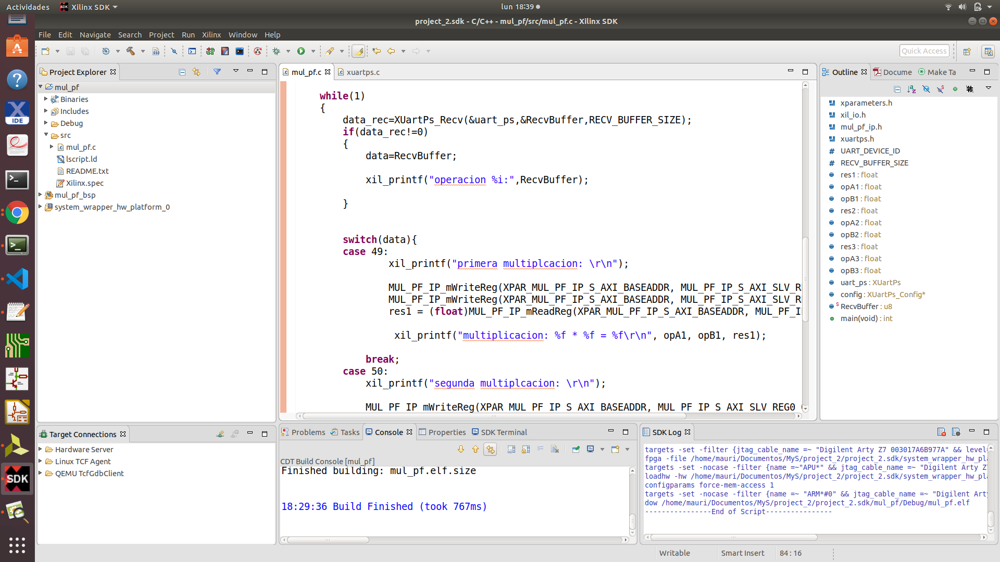 Actividades
Xilinx SDK
lun 18:39
project_2.sdk - C/C++ - mul_pf/src/mul_pf.c - Xilinx SDK
File Edit Navigate Search Project Run Xilinx Window Help
Quick Access
Project Explorer
mul_pf
Binaries
Includes
Debug
src
mul_pf.c
lscript.ld
README.txt
Xilinx.spec
mul_pf_bsp
system_wrapper_hw_platform_0
mul_pf.c
xuartps.c
while(1)
{
data_rec=XUartPs_Recv(&uart_ps,&RecvBuffer,RECV_BUFFER_SIZE);
if(data_rec!=0)
{
data=RecvBuffer;
xil_printf("operacion %i:",RecvBuffer);
}
switch(data){
case 49:
xil_printf("primera multiplcacion: \r\n");
MUL_PF_IP_mWriteReg(XPAR_MUL_PF_IP_S_AXI_BASEADDR, MUL_PF_IP_S_AXI_SLV_R
MUL_PF_IP_mWriteReg(XPAR_MUL_PF_IP_S_AXI_BASEADDR, MUL_PF_IP_S_AXI_SLV_R
res1 = (float)MUL_PF_IP_mReadReg(XPAR_MUL_PF_IP_S_AXI_BASEADDR, MUL_PF_I
xil_printf("multiplicacion: %f * %f = %f\r\n", opA1, opB1, res1);
break;
case 50:
xil_printf("segunda multiplcacion: \r\n");
MUL_PF_IP_mWriteReg(XPAR_MUL_PF_IP_S_AXI_BASEADDR, MUL_PF_IP_S_AXI_SLV_REG0
Outline
Docume
Make Ta
xparameters.h
xil_io.h
mul_pf_ip.h
xuartps.h
UART_DEVICE_ID
RECV_BUFFER_SIZE
res1 : float
opA1 : float
opB1 : float
res2 : float
opA2 : float
opB2 : float
res3 : float
opA3 : float
opB3 : float
uart_ps : XUartPs
config : XUartPs_Config*
RecvBuffer : u8
main(void) : int
Target Connections
Hardware Server
Linux TCF Agent
QEMU TcfGdbClient
Problems
Tasks
Console
Properties
SDK Terminal
CDT Build Console [mul_pf]
Finished building: mul_pf.elf.size
18:29:36 Build Finished (took 767ms)
SDK Log
targets -set -filter {jtag_cable_name =~ "Digilent Arty Z7 003017A6B977A" && level=
fpga -file /home/mauri/Documentos/MyS/project_2/project_2.sdk/system_wrapper_hw_pl
targets -set -nocase -filter {name =~"APU*" && jtag_cable_name =~ "Digilent Arty Z
loadhw -hw /home/mauri/Documentos/MyS/project_2/project_2.sdk/system_wrapper_hw_pl
configparams force-mem-access 1
targets -set -nocase -filter {name =~ "ARM*#0" && jtag_cable_name =~ "Digilent Arty
dow /home/mauri/Documentos/MyS/project_2/project_2.sdk/mul_pf/Debug/mul_pf.elf
----------------End of Script----------------
Writable
Smart Insert
84 : 16
IDE
SDK